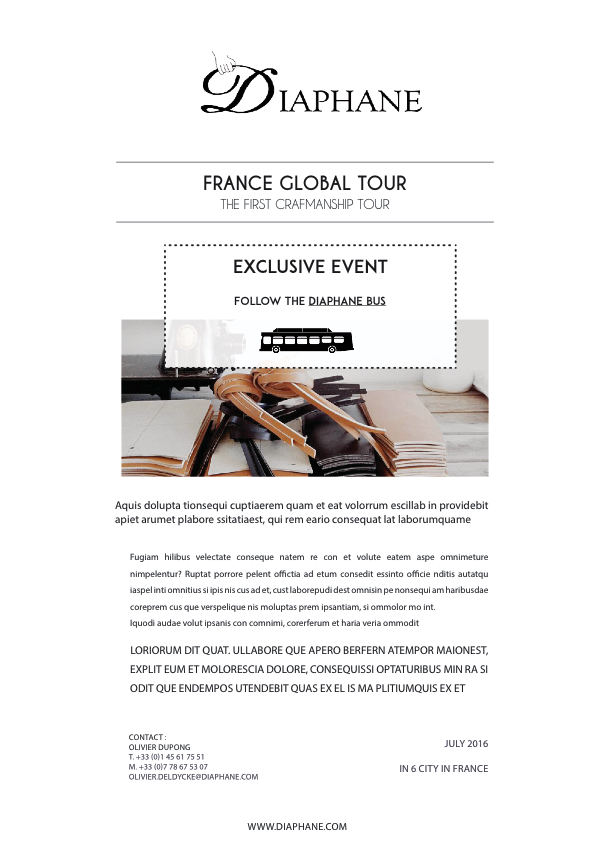 DIAPHANE
FRANCE GLOBAL TOUR
THE FIRST CRAFMANSHIP TOUR
EXCLUSIVE EVENT
FOLLOW THE DIAPHANE BUS
Aquis dolupta tionsequi cuptiaerem quam et eat volorrum escillab in providebit
apiet arumet plabore ssitatiaest, qui rem eario consequat lat laborumquame
Fugiam hilibus velectate conseque natem re con et volute eatem aspe omnimeture
nimpelentur? Ruptat porrore pelent offictia ad etum consedit essinto officie nditis autatqu
iaspel inti omnitius si ipis nis cus ad et, cust laborepudi dest omnisin pe nonsequi am haribusdae
coreprem cus que verspelique nis moluptas prem ipsantiam, si ommolor mo int.
Iquodi audae volut ipsanis con comnimi, corerferum et haria veria ommodit
LORIORUM DIT QUAT. ULLABORE QUE APERO BERFERN ATEMPOR MAIONEST,
EXPLIT EUM ET MOLORESCIA DOLORE, CONSEQUISSI OPTATURIBUS MIN RA SI
ODIT QUE ENDEMPOS UTENDEBIT QUAS EX EL IS MA PLITIUMQUIS EX ET
CONTACT :
OLIVIER DUPONG
T. +33 (0)1 45 61 75 51
M. +33 (0)7 78 67 53 07
OLIVIER.DELDYCKE@DIAPHANE.COM
JULY 2016
IN 6 CITY IN FRANCE
WWW.DIAPHANE.COM